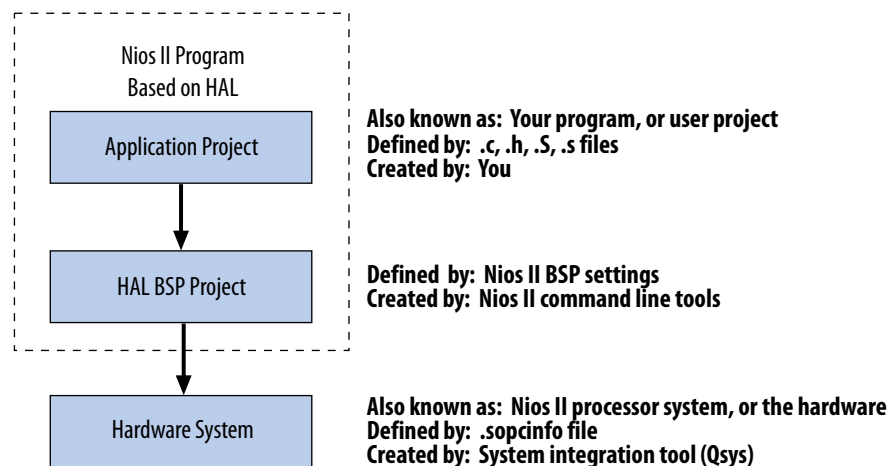 Nios II Program
Based on HAL
Application Project
Also known as: Your program, or user project
Defined by: .c, .h, .S, .s files
Created by: You
HAL BSP Project
Defined by: Nios II BSP settings
Created by: Nios II command line tools
Hardware System
Also known as: Nios II processor system, or the hardware
Defined by: .sopcinfo file
Created by: System integration tool (Qsys)